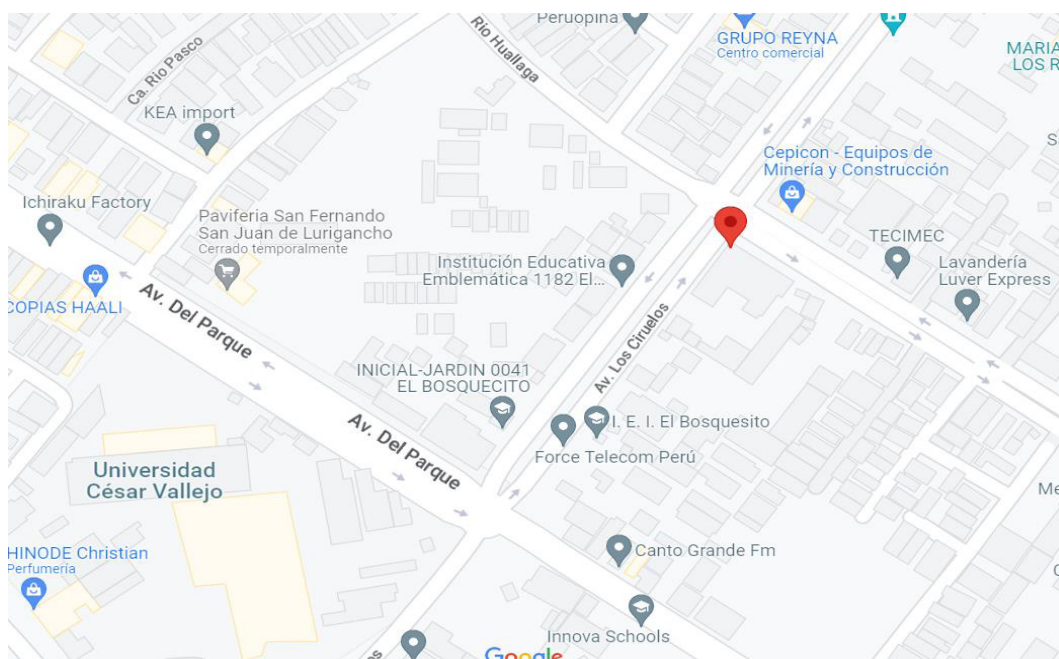 Peruopina
GRUPO REYNA
Centro comercial
MARIA
LOS R
Río Huallaga
Ca. Río Pasco
KEA import
Cepicon - Equipos de
Minería y Construcción
Ichiraku Factory
Paviferia San Fernando
San Juan de Lurigancho
Cerrado temporalmente
Institución Educativa
Emblemática 1182 El...
TECIMEC
Lavandería
Luver Express
COPIAS HAALI
Av. Del Parque
Av. Los Ciruelos
INICIAL-JARDIN 0041
EL BOSQUECITO
Av. Del Parque
I. E. I. El Bosquesito
Force Telecom Perú
Universidad
César Vallejo
HINODE Christian
Perfumería
Canto Grande Fm
Innova Schools
Google